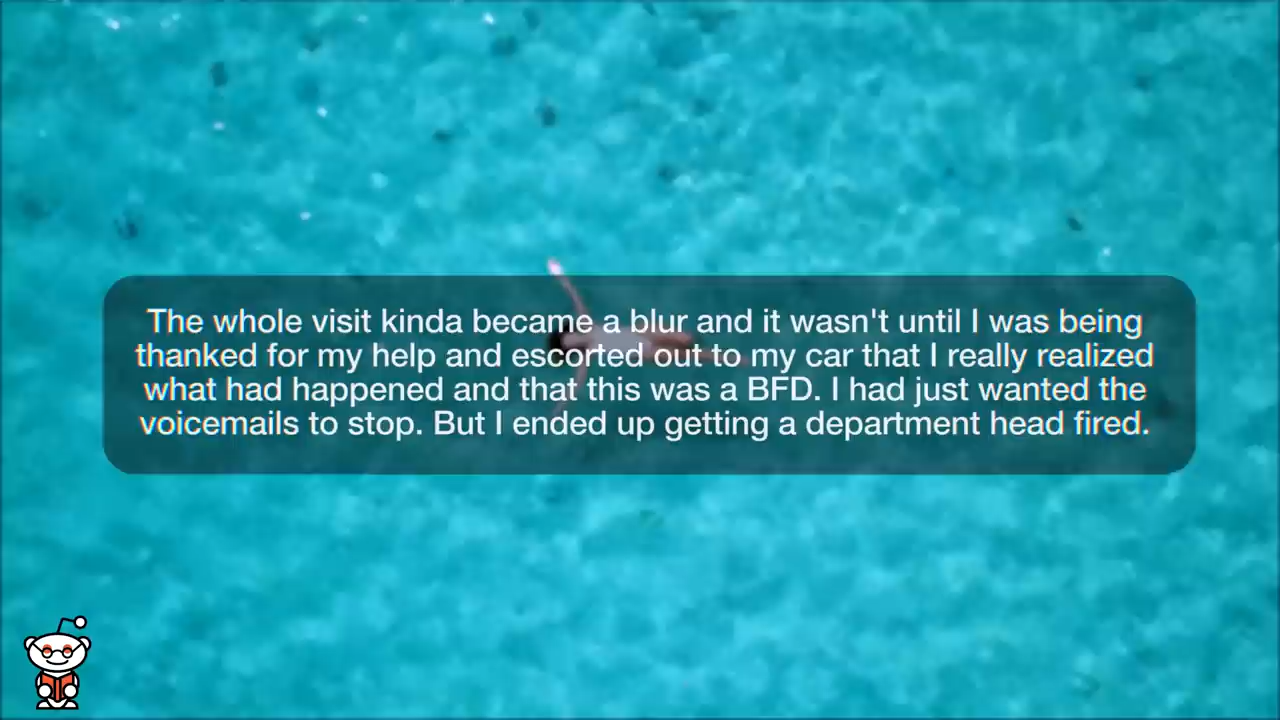 The whole visit kinda became a blur and it wasn't until I was being
thanked for my help and escorted out to my car that I really realized
what had happened and that this was a BFD. I had just wanted the
voicemails to stop. But I ended up getting a department head fired.